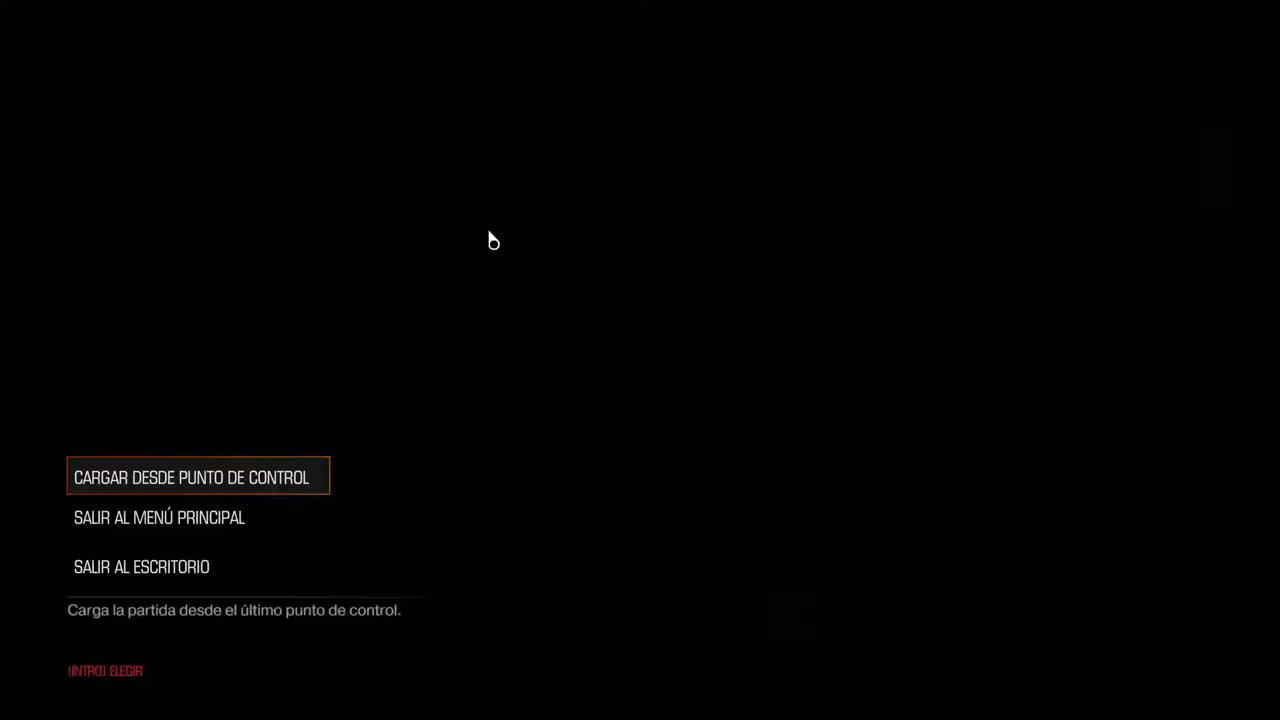 CARGAR DESDE PUNTO DE CONTROL
SALIR AL MENÚ PRINCIPAL
SALIR AL ESCRITORIO
Carga la partida desde el último punto de control.
[INTRO] ELEGIR